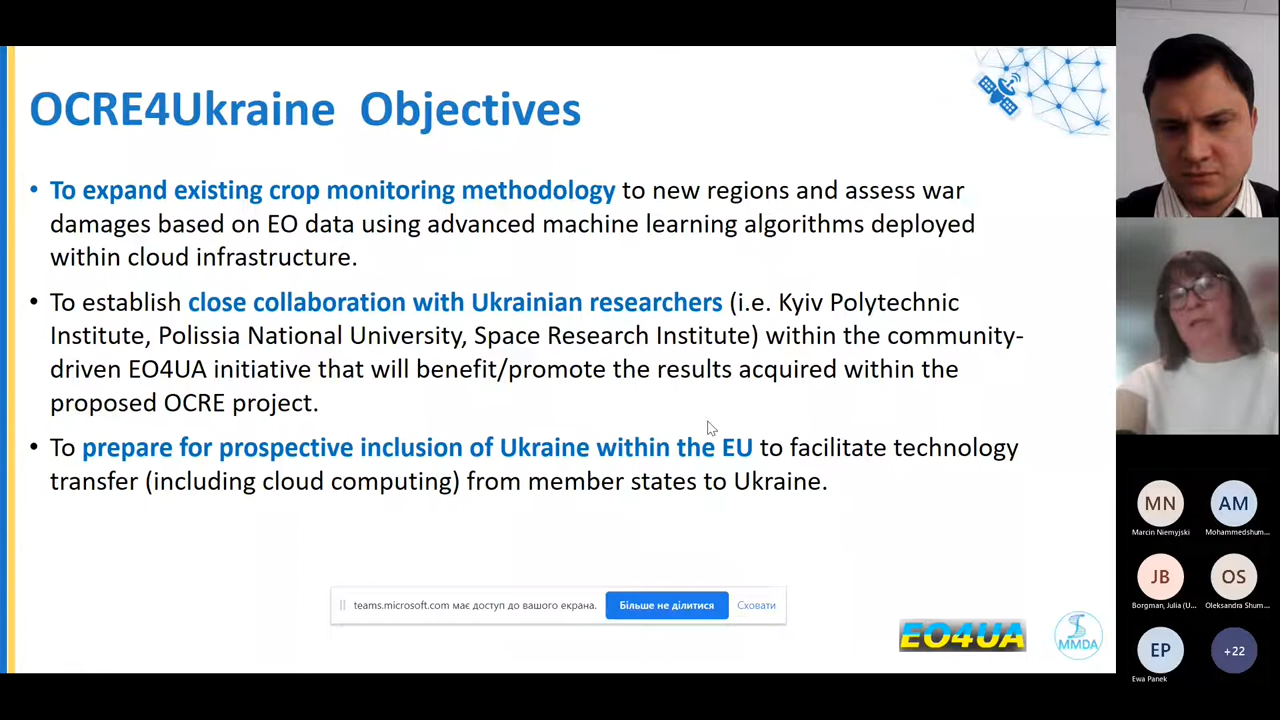 OCRE4Ukraine Objectives
• To expand existing crop monitoring methodology to new regions and assess war
damages based on EO data using advanced machine learning algorithms deployed
within cloud infrastructure.
• To establish close collaboration with Ukrainian researchers (i.e. Kyiv Polytechnic
Institute, Polissia National University, Space Research Institute) within the community-
driven EO4UA initiative that will benefit/promote the results acquired within the
proposed OCRE project.
• To prepare for prospective inclusion of Ukraine within the EU to facilitate technology
transfer (including cloud computing) from member states to Ukraine.
teams.microsoft.com має доступ до вашого екрана. Більше не ділитися Сховати
EO4UA
MMDA
MN AM
Marcin Niemyjski Mohammedshum...
JB OS
Borgman, Julia (U... Oleksandra Shum...
EP +22
Ewa Panek